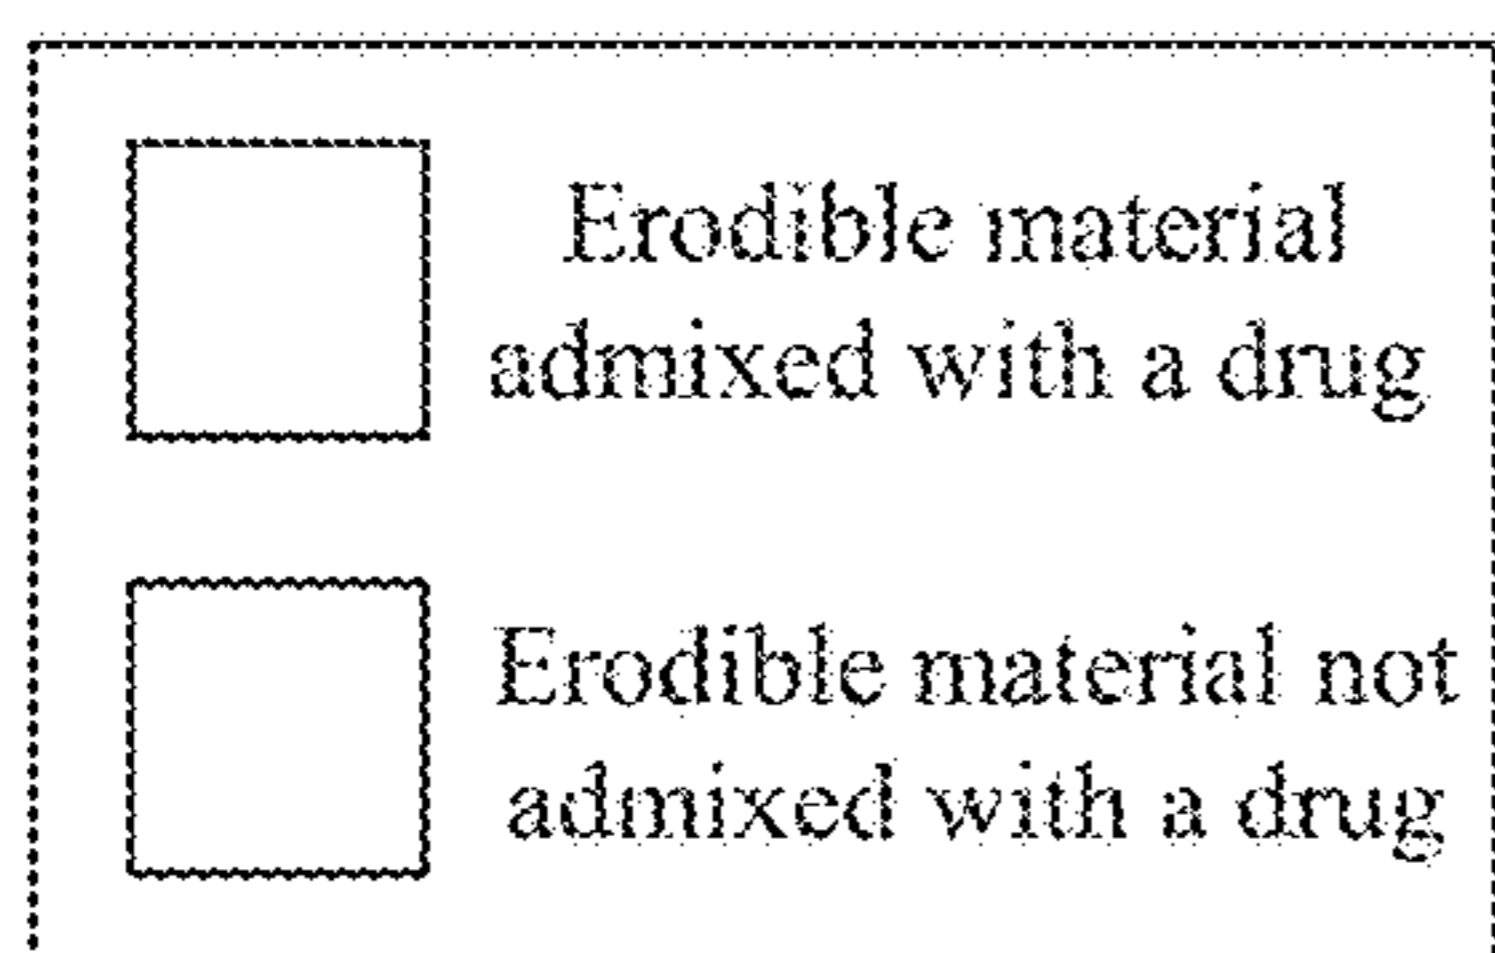 Erodible material
admixed with a drug
Erodible material not
admixed with a drug